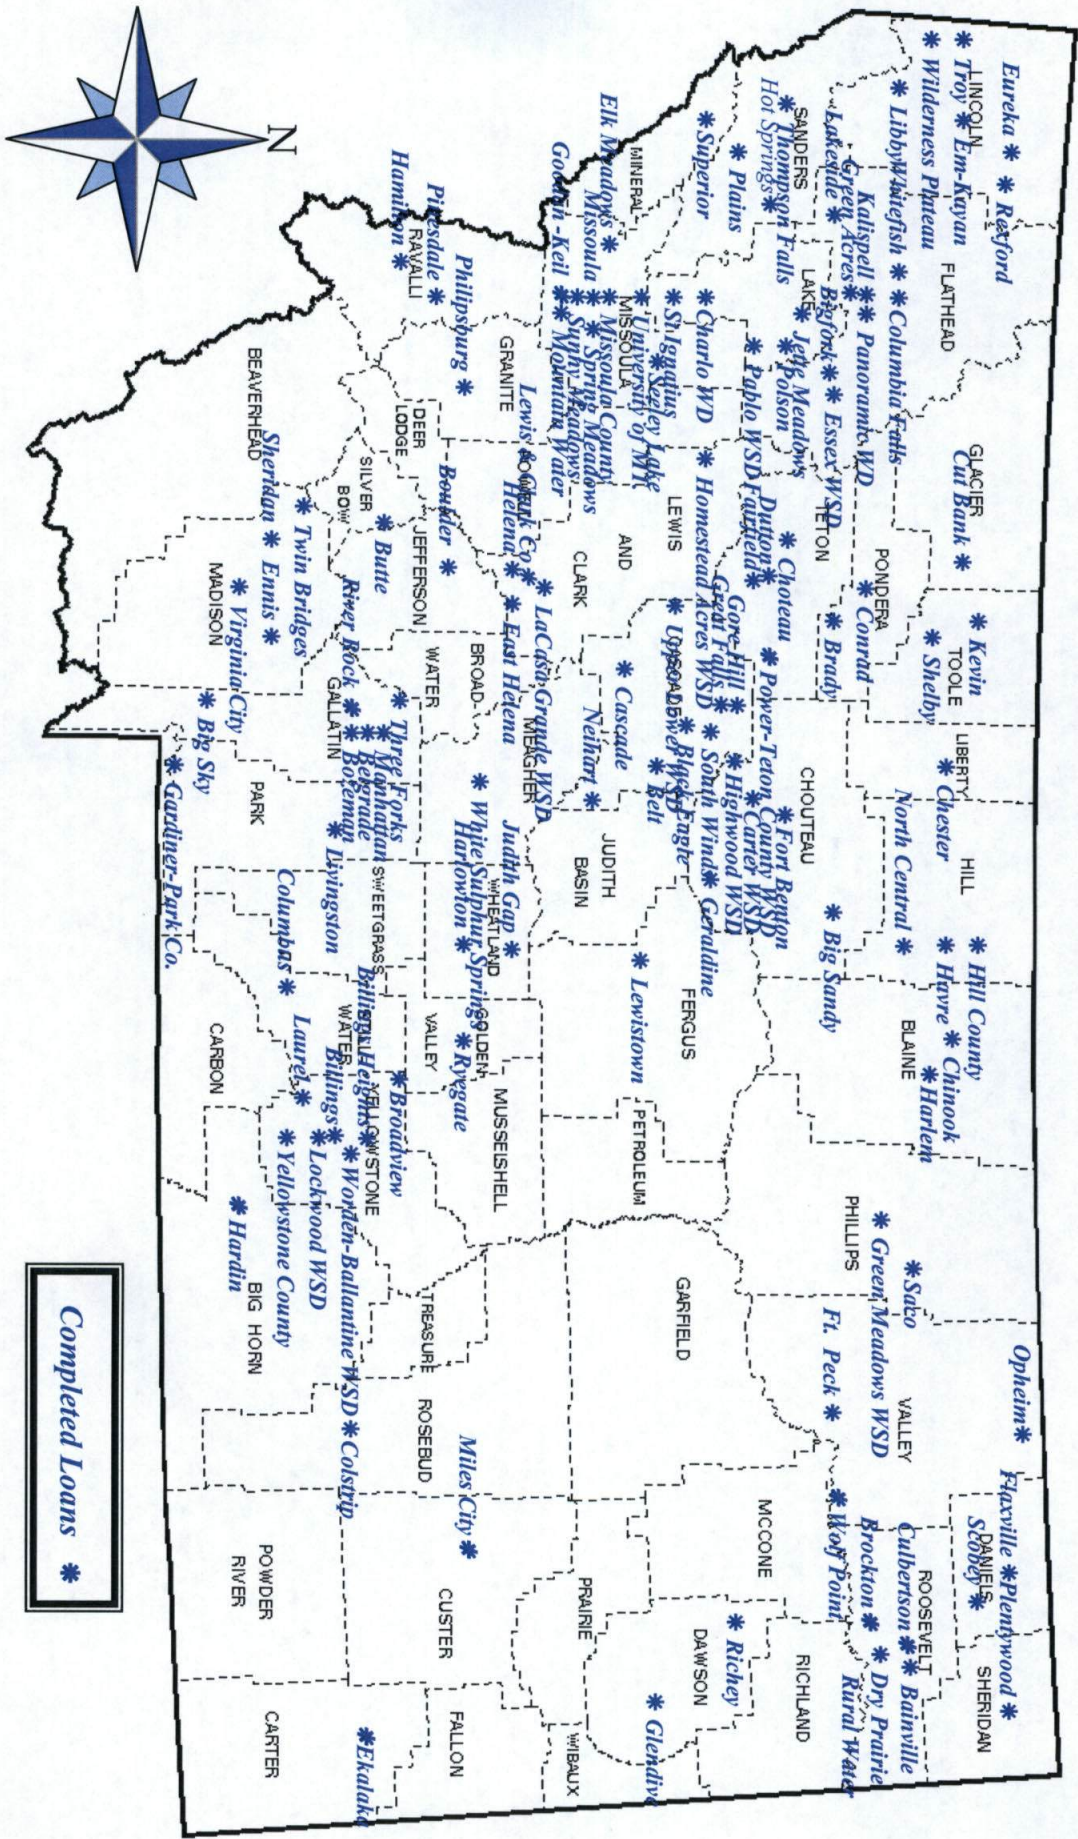 N
Eureka * * Rexford
LINCOLN
* Troy * Em-Kayan
* Wilderness Plateau
* Libby
Whitefish * * Columbia Falls
FLATHEAD
Kalispell ** Panoramic WD
Green Acres*
Lakeside *
Bigfork** Essex WSD
SANDERS
* Thompson Falls
Hot Springs*
* Plains
*Superior
LAKE
* Jette Meadows
*Polson
* Pablo WSD
* Charlo WD
* St. Ignatius
*Seeley Lake
* University of MT
MINERAL
Elk Meadows *
* Missoula County
MISSOULA
Missoula *
* Spring Meadows
* Sunny Meadows
Gooden-Keil *
* Mountain Water
GLACIER
Cut Bank *
* Kevin
TOOLE
* Shelby
PONDERA
* Conrad
TETON
* Brady
* Choteau
Dutton*
Fairfield*
* Power-Teton County WSD
Gore Hill *
Great Falls *
* Homestead Acres WSD
LEWIS
AND
CLARK
LIBERTY
* Chester
HILL
North Central *
* Hill County
* Havre
* Chinook
*Harlem
BLAINE
CHOUTEAU
* Big Sandy
*Fort Benton
* Carter WSD
*Highwood WSD
* South Wind
* Geraldine
* Black Eagle
CASCADE
* Belt
* Cascade
Neihart *
JUDITH
BASIN
FERGUS
* Lewistown
PETROLEUM
PHILLIPS
*Saco
* Green Meadows WSD
VALLEY
Opheim*
Ft. Peck *
GARFIELD
MCCONE
DANIELS
Flaxville *
Scobey*
Plentywood *
SHERIDAN
ROOSEVELT
Culbertson *
* Bainville
Brockton *
* Dry Prairie
Rural Water
* Wolf Point
RICHLAND
* Richey
DAWSON
* Glendive
WIBAUX
PRAIRIE
Pinesdale *
RAVALLI
Hamilton *
Philipsburg *
GRANITE
POWELL
Lewis & Clark Co *
Helena *
* East Helena
* LaCasa Grande WSD
DEER
LODGE
SILVER
BOW
* Butte
Boulder *
JEFFERSON
BROAD
WATER
MEAGHER
* White Sulphur Springs
BEAVERHEAD
Sheridan *
* Twin Bridges
Ennis *
MADISON
* Virginia City
River Rock *
* Three Forks
* Manhattan
* Belgrade
* Bozeman
GALLATIN
* Big Sky
PARK
* Livingston
* Gardiner-Park Co.
SWEETGRASS
WHEATLAND
Judith Gap *
Harlowton *
GOLDEN
VALLEY
* Ryegate
MUSSELSHELL
STILL
WATER
Columbus *
CARBON
Laurel *
YELLOWSTONE
*Broadview
Billings Heights*
Billings*
* Worden-Ballantine WSD
* Lockwood WSD
* Yellowstone County
BIG HORN
* Hardin
TREASURE
ROSEBUD
* Colstrip
CUSTER
Miles City *
POWDER
RIVER
FALLON
CARTER
*Ekalaka
Completed Loans *